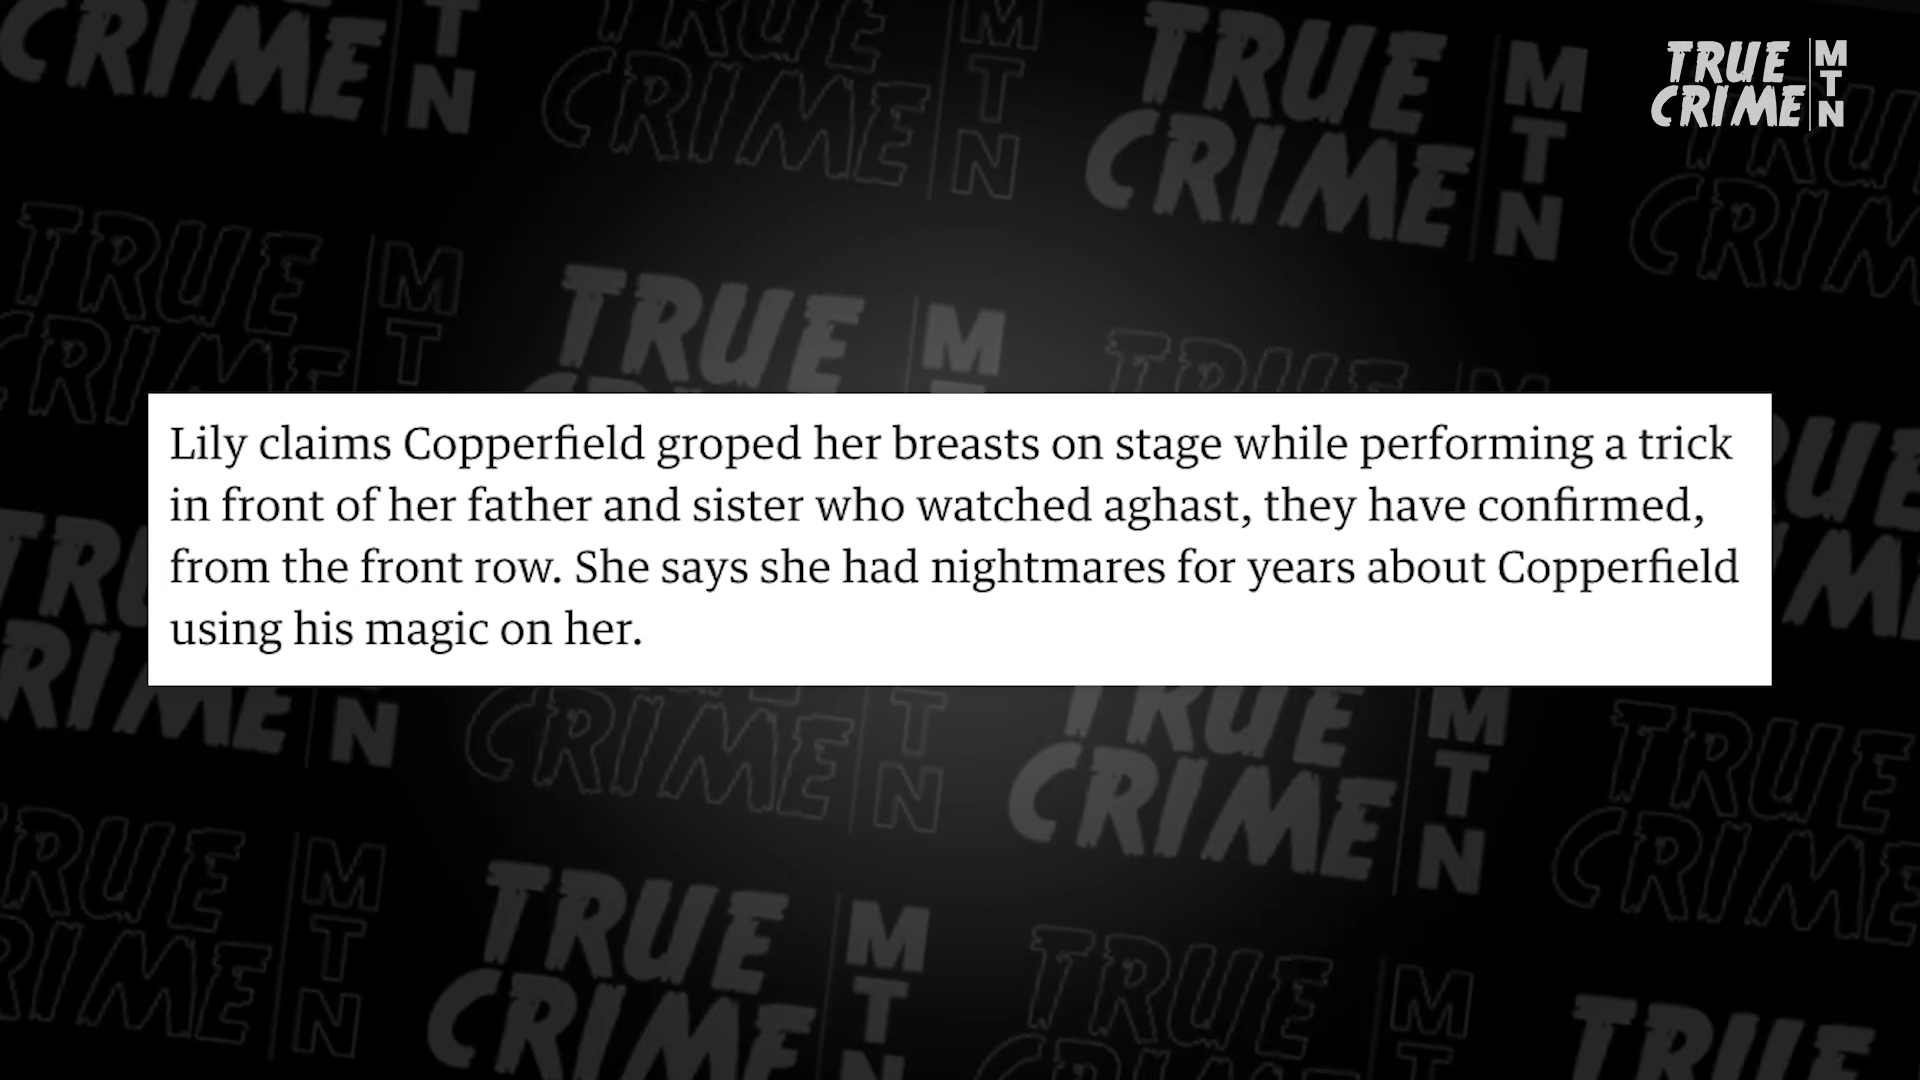 TRUE CRIME MTN
Lily claims Copperfield groped her breasts on stage while performing a trick
in front of her father and sister who watched aghast, they have confirmed,
from the front row. She says she had nightmares for years about Copperfield
using his magic on her.